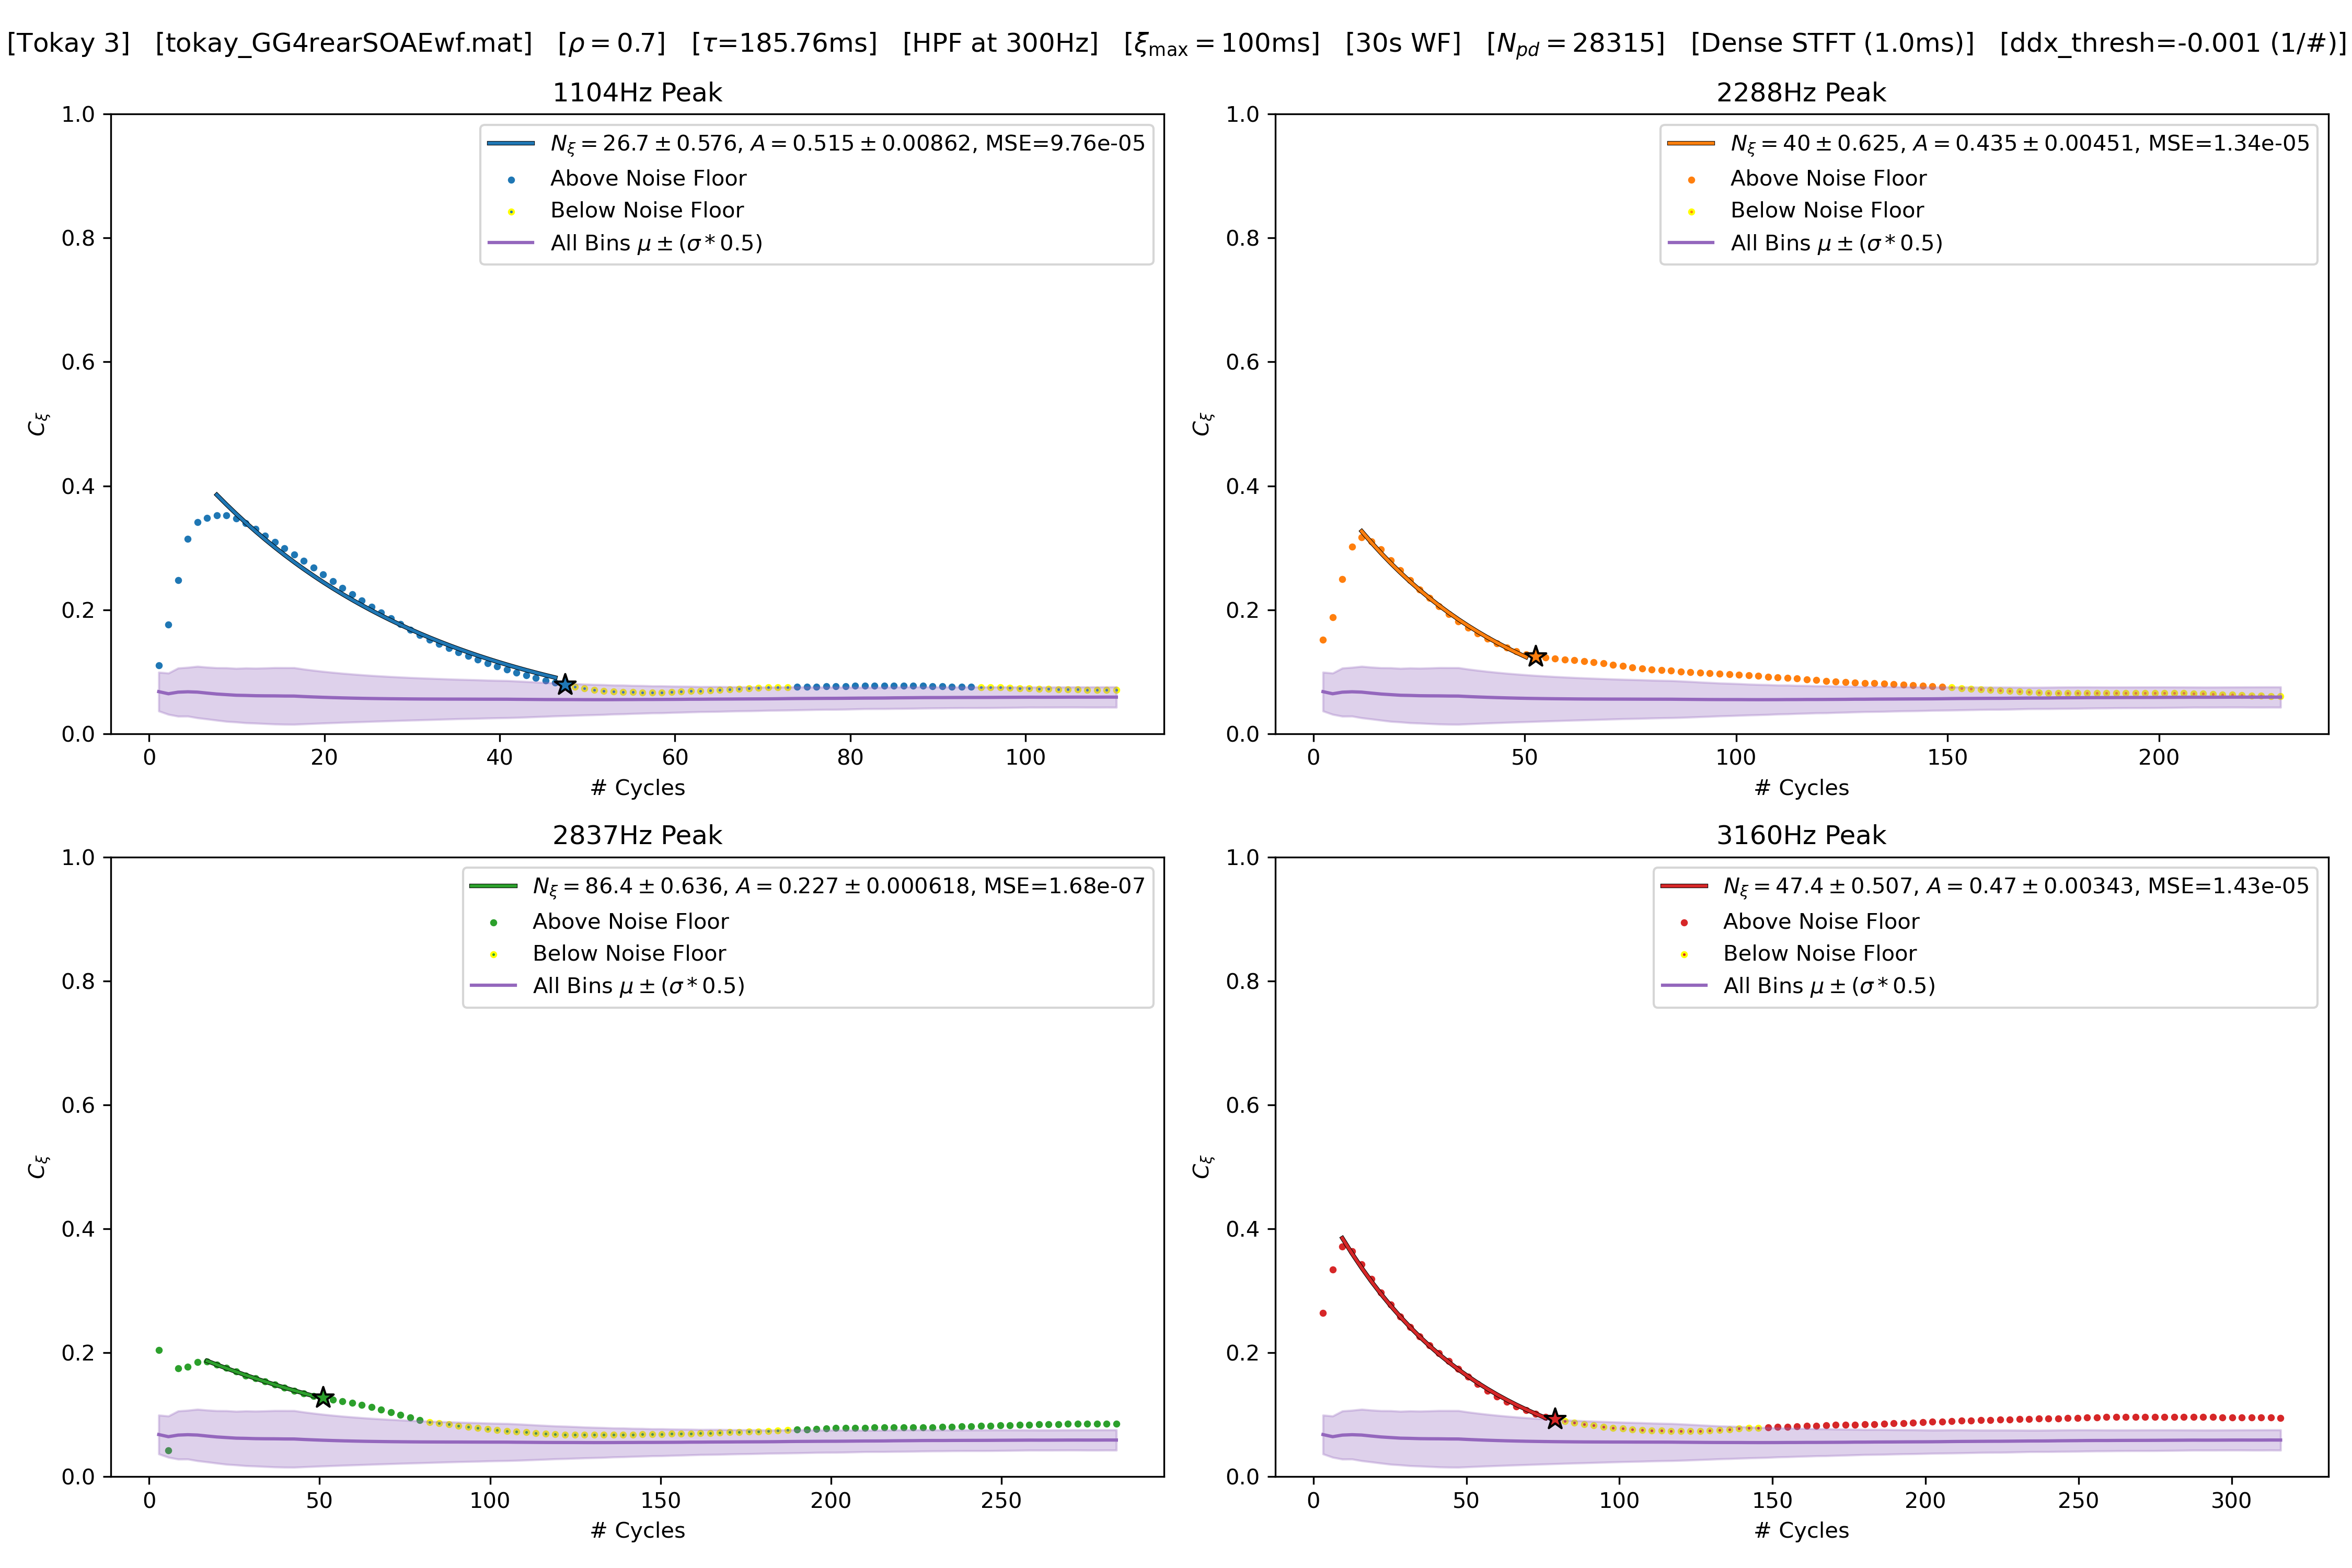 [Tokay 3] [tokay_GG4rearSOAEwf.mat] [ρ = 0.7] [τ=185.76ms] [HPF at 300Hz] [ξmax = 100ms] [30s WF] [Npd = 28315] [Dense STFT (1.0ms)] [ddx_thresh=-0.001 (1/#)]
1104Hz Peak
Nξ = 26.7 ± 0.576, A = 0.515 ± 0.00862, MSE=9.76e-05
Above Noise Floor
Below Noise Floor
All Bins μ ± (σ * 0.5)
1.0
0.8
0.6
0.4
0.2
0.0
Cξ
0 20 40 60 80 100
# Cycles
2288Hz Peak
Nξ = 40 ± 0.625, A = 0.435 ± 0.00451, MSE=1.34e-05
Above Noise Floor
Below Noise Floor
All Bins μ ± (σ * 0.5)
1.0
0.8
0.6
0.4
0.2
0.0
Cξ
0 50 100 150 200
# Cycles
2837Hz Peak
Nξ = 86.4 ± 0.636, A = 0.227 ± 0.000618, MSE=1.68e-07
Above Noise Floor
Below Noise Floor
All Bins μ ± (σ * 0.5)
1.0
0.8
0.6
0.4
0.2
0.0
Cξ
0 50 100 150 200 250
# Cycles
3160Hz Peak
Nξ = 47.4 ± 0.507, A = 0.47 ± 0.00343, MSE=1.43e-05
Above Noise Floor
Below Noise Floor
All Bins μ ± (σ * 0.5)
1.0
0.8
0.6
0.4
0.2
0.0
Cξ
0 50 100 150 200 250 300
# Cycles